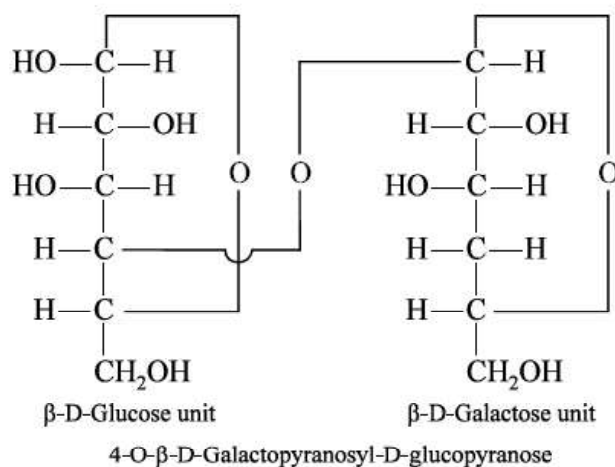 HO C H C H
H C OH H C OH
HO C H O O HO C H O
H C H C H
H C H C
CH₂OH CH₂OH
β-D-Glucose unit β-D-Galactose unit
4-O-β-D-Galactopyranosyl-D-glucopyranose